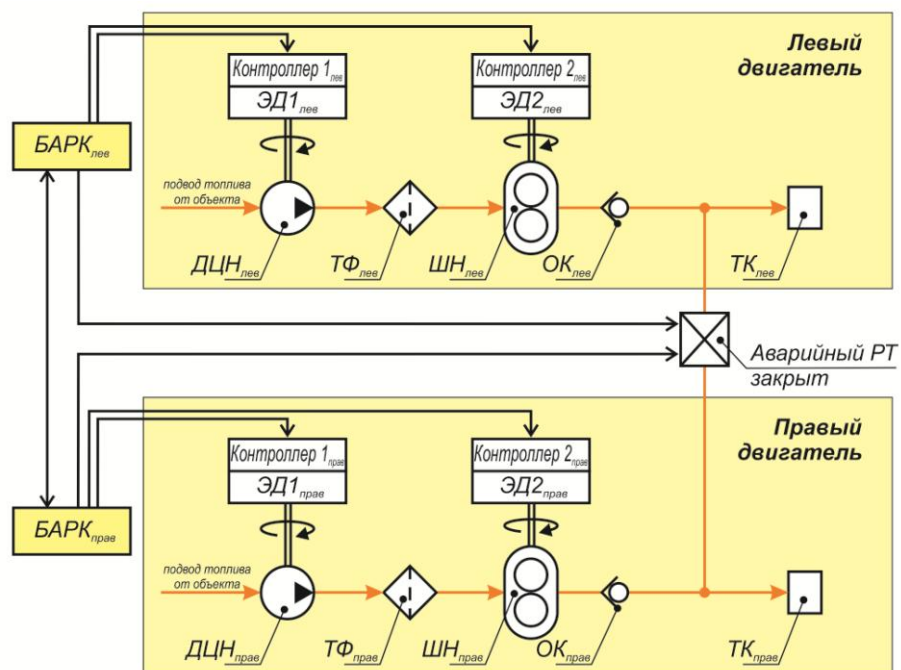 Левый
двигатель
Контроллер 1лев
ЭД1лев
Контроллер 2лев
ЭД2лев
БАРКлев
подвод топлива
от объекта
ДЦНлев
ТФлев
ШНлев
ОКлев
ТКлев
Аварийный РТ
закрыт
Правый
двигатель
Контроллер 1прав
ЭД1прав
Контроллер 2прав
ЭД2прав
БАРКправ
подвод топлива
от объекта
ДЦНправ
ТФправ
ШНправ
ОКправ
ТКправ